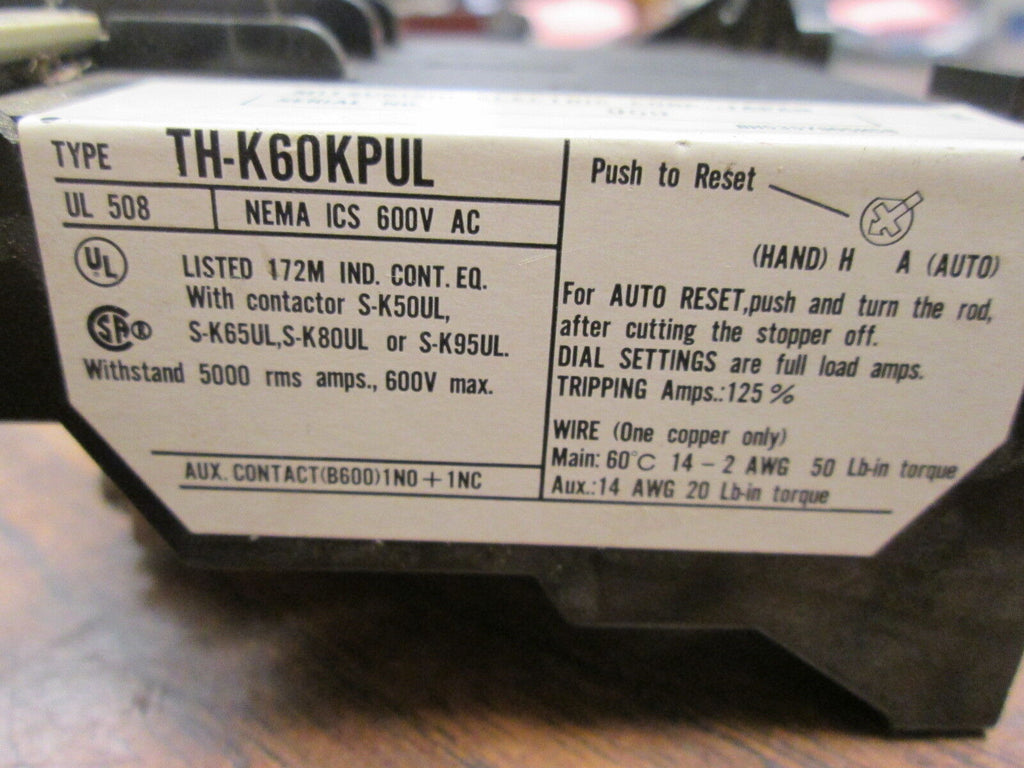 SERIAL NO
TYPE TH-K60KPUL
UL 508 NEMA ICS 600V AC
UL LISTED 172M IND. CONT. EQ.
With contactor S-K50UL,
SA S-K65UL,S-K80UL or S-K95UL.
Withstand 5000 rms amps., 600V max.
AUX. CONTACT(B600)1NO+1NC
Push to Reset
(HAND) H A (AUTO)
For AUTO RESET,push and turn the rod,
after cutting the stopper off.
DIAL SETTINGS are full load amps.
TRIPPING Amps.:125%
WIRE (One copper only)
Main: 60°C 14-2 AWG 50 Lb-in torque
Aux.:14 AWG 20 Lb-in torque